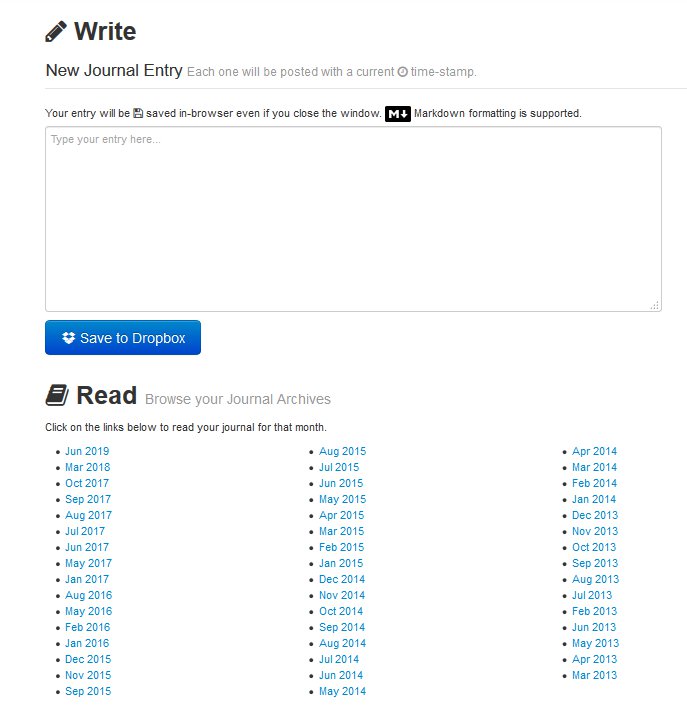 Write
New Journal Entry Each one will be posted with a current time-stamp.
Your entry will be saved in-browser even if you close the window. M Markdown formatting is supported.
Type your entry here...
Save to Dropbox
Read Browse your Journal Archives
Click on the links below to read your journal for that month.
Jun 2019
Mar 2018
Oct 2017
Sep 2017
Aug 2017
Jul 2017
Jun 2017
May 2017
Jan 2017
Aug 2016
May 2016
Feb 2016
Jan 2016
Dec 2015
Nov 2015
Sep 2015
Aug 2015
Jul 2015
Jun 2015
May 2015
Apr 2015
Mar 2015
Feb 2015
Jan 2015
Dec 2014
Nov 2014
Oct 2014
Sep 2014
Aug 2014
Jul 2014
Jun 2014
May 2014
Apr 2014
Mar 2014
Feb 2014
Jan 2014
Dec 2013
Nov 2013
Oct 2013
Sep 2013
Aug 2013
Jul 2013
Feb 2013
Jun 2013
May 2013
Apr 2013
Mar 2013